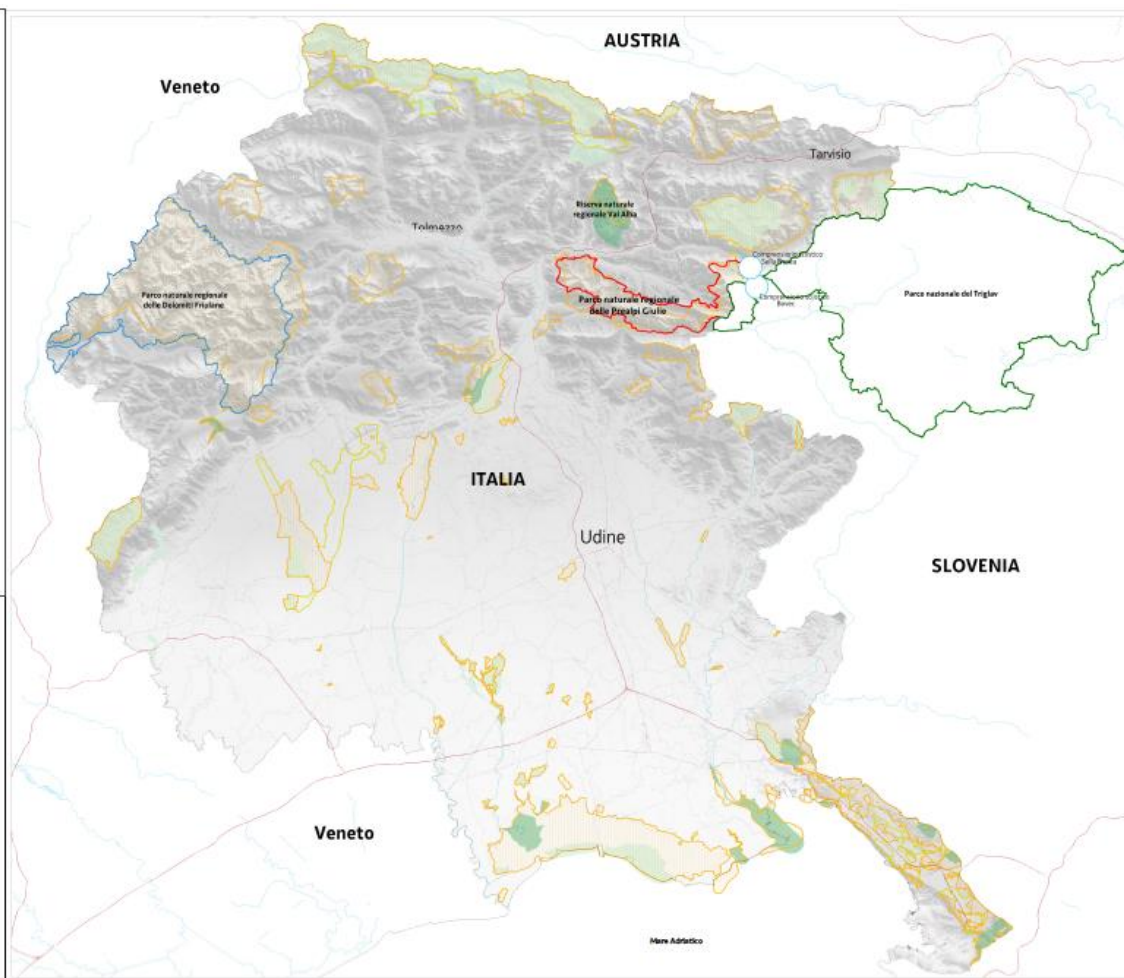 AUSTRIA
Veneto
Tarvisio
Riserva naturale
regionale Val Alba
Tolmezzo
Parco naturale regionale
delle Dolomiti Friulane
Parco naturale regionale
delle Prealpi Giulie
Parco nazionale del Triglav
Bovec
ITALIA
Udine
SLOVENIA
Veneto
Mare Adriatico